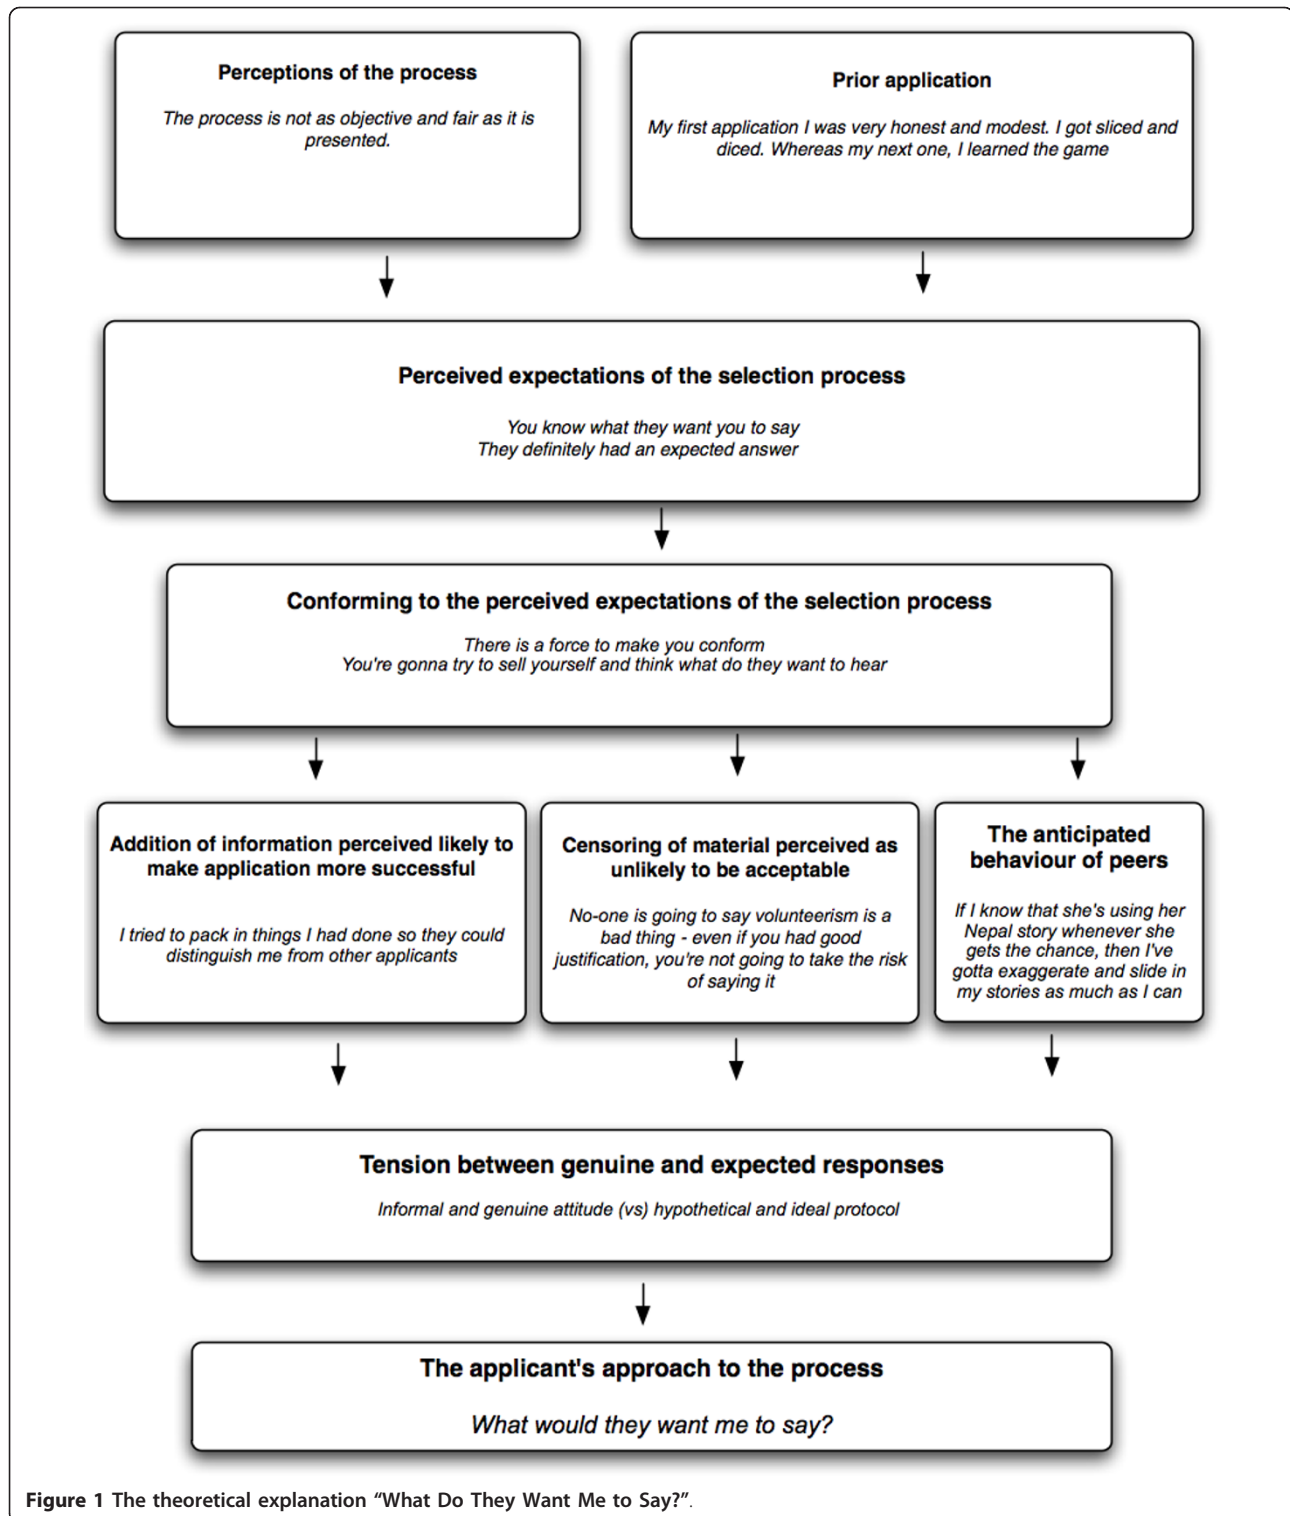 Perceptions of the process
The process is not as objective and fair as it is
presented.
Prior application
My first application I was very honest and modest. I got sliced and
diced. Whereas my next one, I learned the game
Perceived expectations of the selection process
You know what they want you to say
They definitely had an expected answer
Conforming to the perceived expectations of the selection process
There is a force to make you conform
You're gonna try to sell yourself and think what do they want to hear
Addition of information perceived likely to
make application more successful
I tried to pack in things I had done so they could
distinguish me from other applicants
Censoring of material perceived as
unlikely to be acceptable
No-one is going to say volunteerism is a
bad thing - even if you had good
justification, you're not going to take the risk
of saying it
The anticipated
behaviour of peers
If I know that she's using her
Nepal story whenever she
gets the chance, then I've
gotta exaggerate and slide in
my stories as much as I can
Tension between genuine and expected responses
Informal and genuine attitude (vs) hypothetical and ideal protocol
The applicant's approach to the process
What would they want me to say?
Figure 1 The theoretical explanation “What Do They Want Me to Say?”.